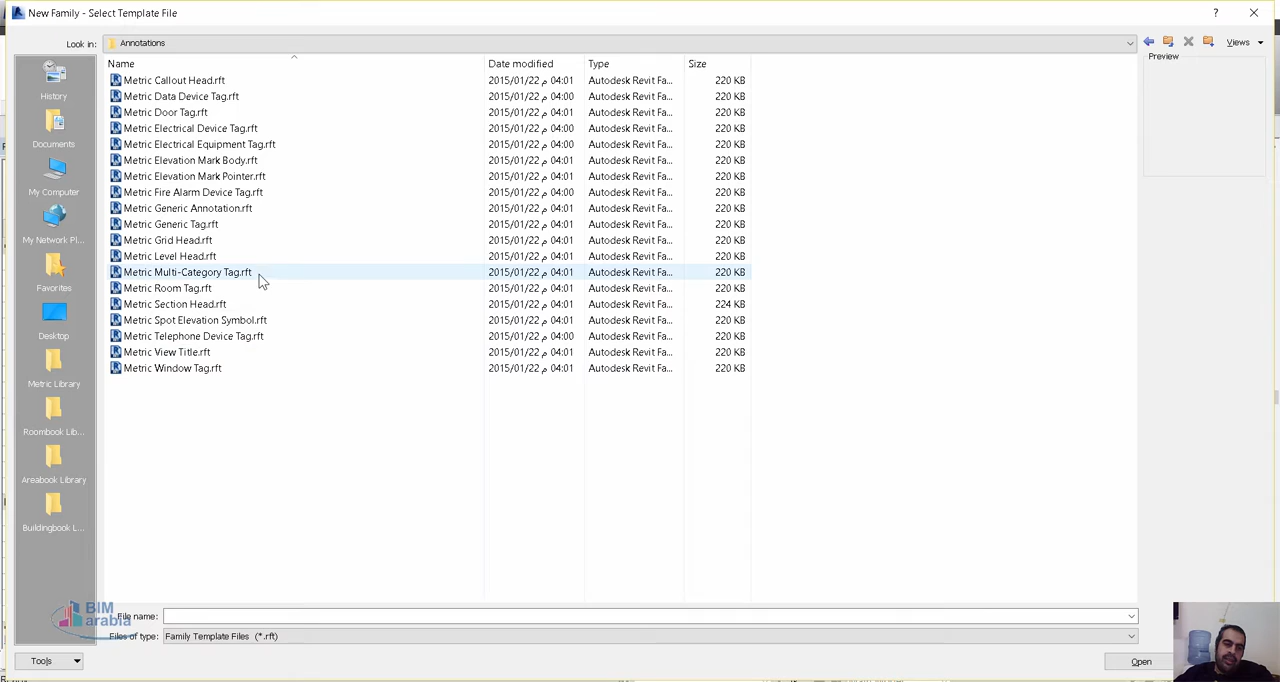 New Family - Select Template File
?
Look in: Annotations Views
Name Date modified Type Size Preview
Metric Callout Head.rft 2015/01/22 م 04:01 Autodesk Revit Fa... 220 KB
Metric Data Device Tag.rft 2015/01/22 م 04:00 Autodesk Revit Fa... 220 KB
Metric Door Tag.rft 2015/01/22 م 04:01 Autodesk Revit Fa... 220 KB
Metric Electrical Device Tag.rft 2015/01/22 م 04:00 Autodesk Revit Fa... 220 KB
Metric Electrical Equipment Tag.rft 2015/01/22 م 04:00 Autodesk Revit Fa... 220 KB
Metric Elevation Mark Body.rft 2015/01/22 م 04:01 Autodesk Revit Fa... 220 KB
Metric Elevation Mark Pointer.rft 2015/01/22 م 04:01 Autodesk Revit Fa... 220 KB
Metric Fire Alarm Device Tag.rft 2015/01/22 م 04:00 Autodesk Revit Fa... 220 KB
Metric Generic Annotation.rft 2015/01/22 م 04:01 Autodesk Revit Fa... 220 KB
Metric Generic Tag.rft 2015/01/22 م 04:01 Autodesk Revit Fa... 220 KB
Metric Grid Head.rft 2015/01/22 م 04:01 Autodesk Revit Fa... 220 KB
Metric Level Head.rft 2015/01/22 م 04:01 Autodesk Revit Fa... 220 KB
Metric Multi-Category Tag.rft 2015/01/22 م 04:01 Autodesk Revit Fa... 220 KB
Metric Room Tag.rft 2015/01/22 م 04:01 Autodesk Revit Fa... 220 KB
Metric Section Head.rft 2015/01/22 م 04:01 Autodesk Revit Fa... 224 KB
Metric Spot Elevation Symbol.rft 2015/01/22 م 04:01 Autodesk Revit Fa... 220 KB
Metric Telephone Device Tag.rft 2015/01/22 م 04:00 Autodesk Revit Fa... 220 KB
Metric View Title.rft 2015/01/22 م 04:01 Autodesk Revit Fa... 220 KB
Metric Window Tag.rft 2015/01/22 م 04:01 Autodesk Revit Fa... 220 KB
History
Documents
My Computer
My Network Pl...
Favorites
Desktop
Metric Library
Roombook Lib...
Areabook Library
Buildingbook L...
BIM
arabia
File name:
Files of type: Family Template Files (*.rft)
Tools Open